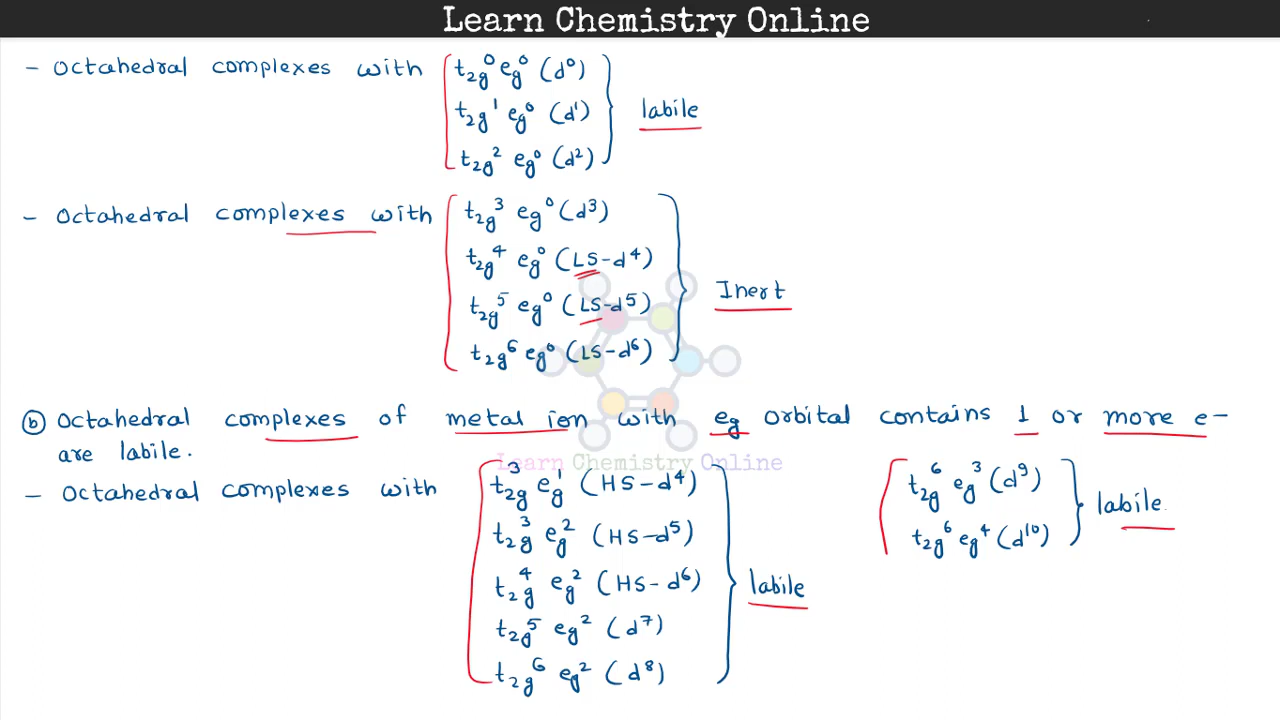 Learn Chemistry Online
- Octahedral complexes with t₂g⁰ eg⁰ (d⁰)
t₂g¹ eg⁰ (d¹) labile
t₂g² eg⁰ (d²)
- Octahedral complexes with t₂g³ eg⁰ (d³)
t₂g⁴ eg⁰ (LS-d⁴)
Inert
t₂g⁵ eg⁰ (LS-d⁵)
t₂g⁶ eg⁰ (LS-d⁶)
ⓑ Octahedral complexes of metal ion with eg orbital contains 1 or more e-
are labile.
Learn Chemistry Online
- Octahedral complexes with t₂g³ eg¹ (HS-d⁴) t₂g⁶ eg³ (d⁹)
labile.
t₂g³ eg² (HS-d⁵) t₂g⁶ eg⁴ (d¹⁰)
t₂g⁴ eg² (HS-d⁶) labile
t₂g⁵ eg² (d⁷)
t₂g⁶ eg² (d⁸)